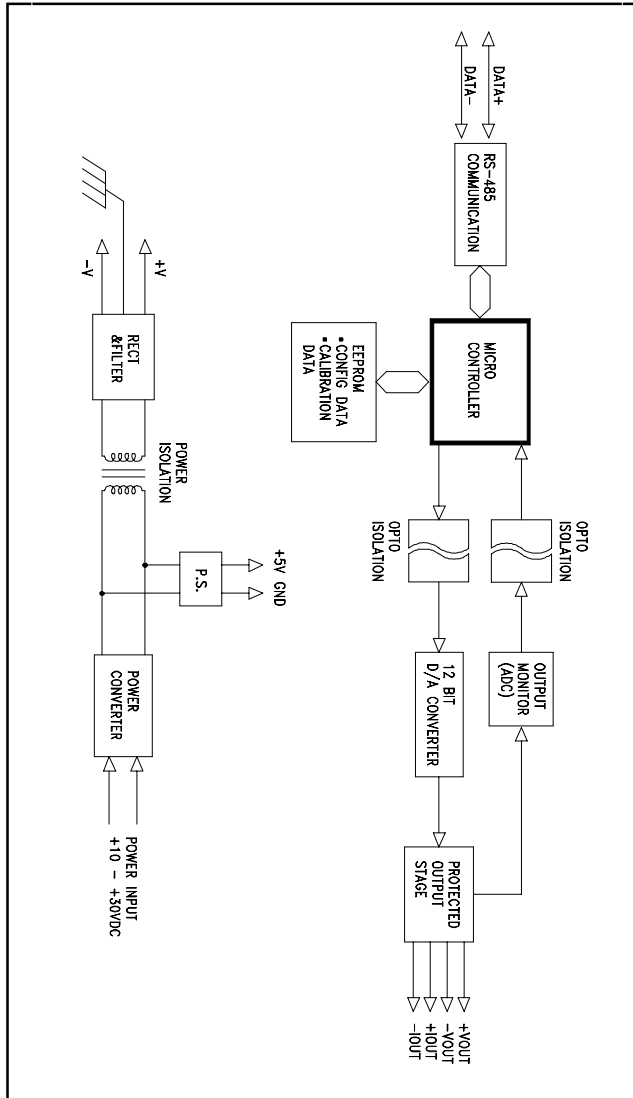 DATA+
DATA-
RS-485
COMMUNICATION
MICRO
CONTROLLER
EEPROM
• CONFIG DATA
• CALIBRATION
DATA
OPTO
ISOLATION
OPTO
ISOLATION
OUTPUT
MONITOR
(ADC)
12 BIT
D/A CONVERTER
PROTECTED
OUTPUT
STAGE
+VOUT
-VOUT
+IOUT
-IOUT
+V
-V
RECT
&FILTER
POWER
ISOLATION
+5V GND
P.S.
POWER
CONVERTER
POWER INPUT
+10 - +30VDC